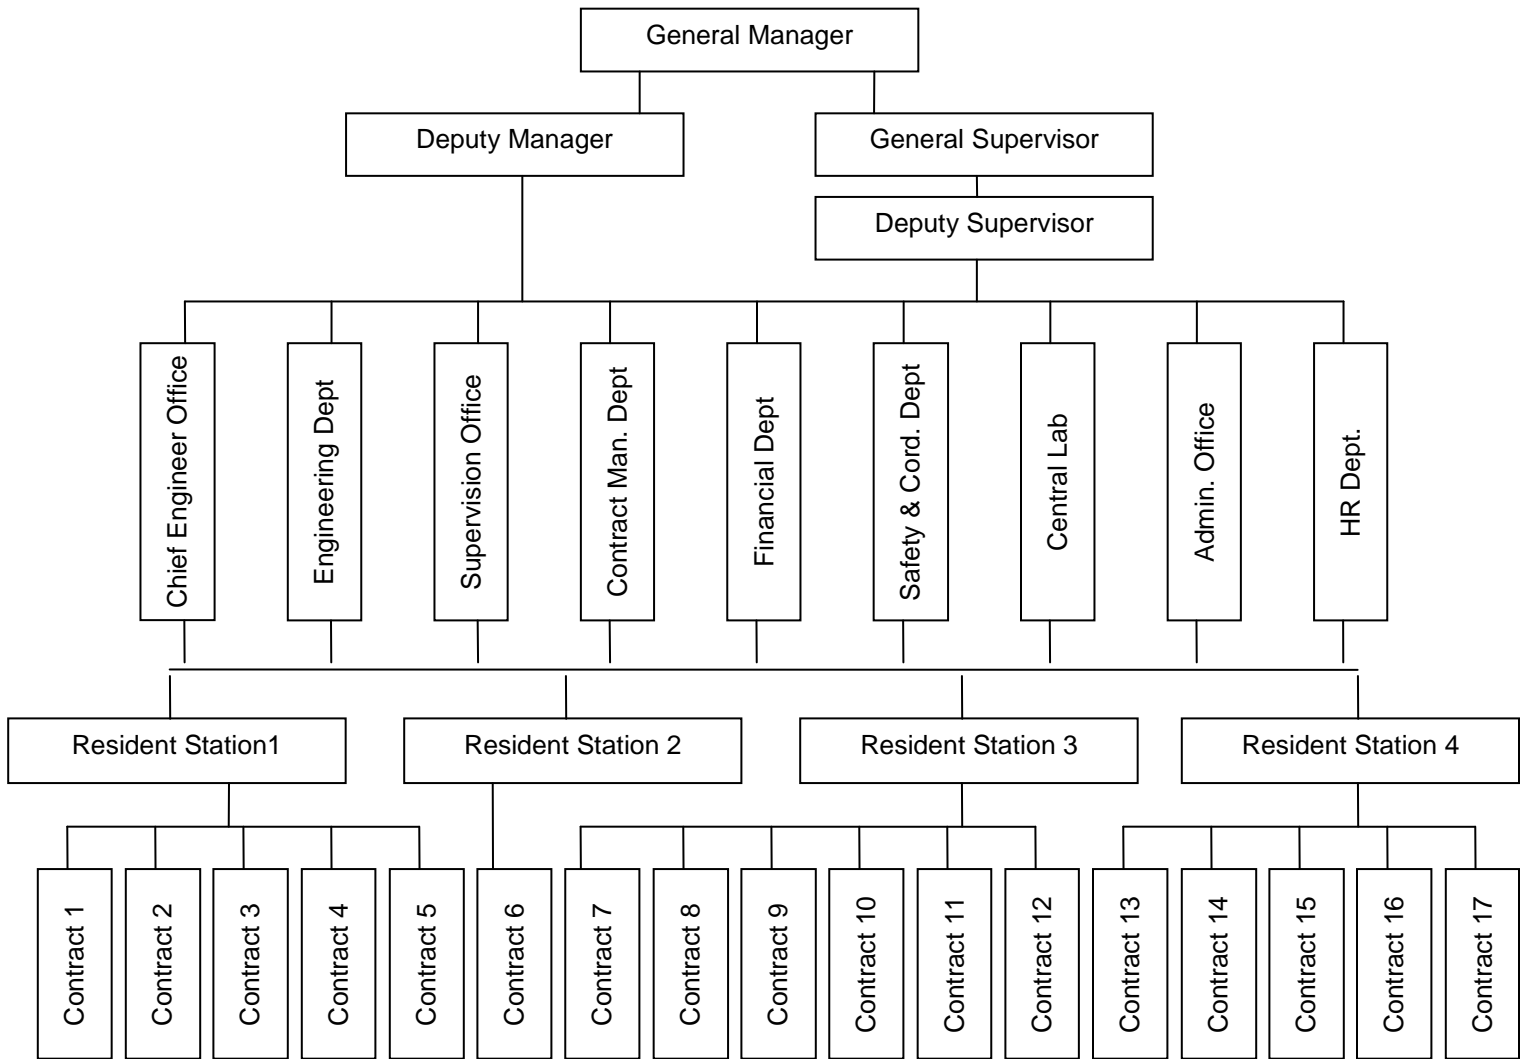 General Manager
Deputy Manager
General Supervisor
Deputy Supervisor
Chief Engineer Office
Engineering Dept
Supervision Office
Contract Man. Dept
Financial Dept
Safety & Cord. Dept
Central Lab
Admin. Office
HR Dept.
Resident Station1
Resident Station 2
Resident Station 3
Resident Station 4
Contract 1
Contract 2
Contract 3
Contract 4
Contract 5
Contract 6
Contract 7
Contract 8
Contract 9
Contract 10
Contract 11
Contract 12
Contract 13
Contract 14
Contract 15
Contract 16
Contract 17